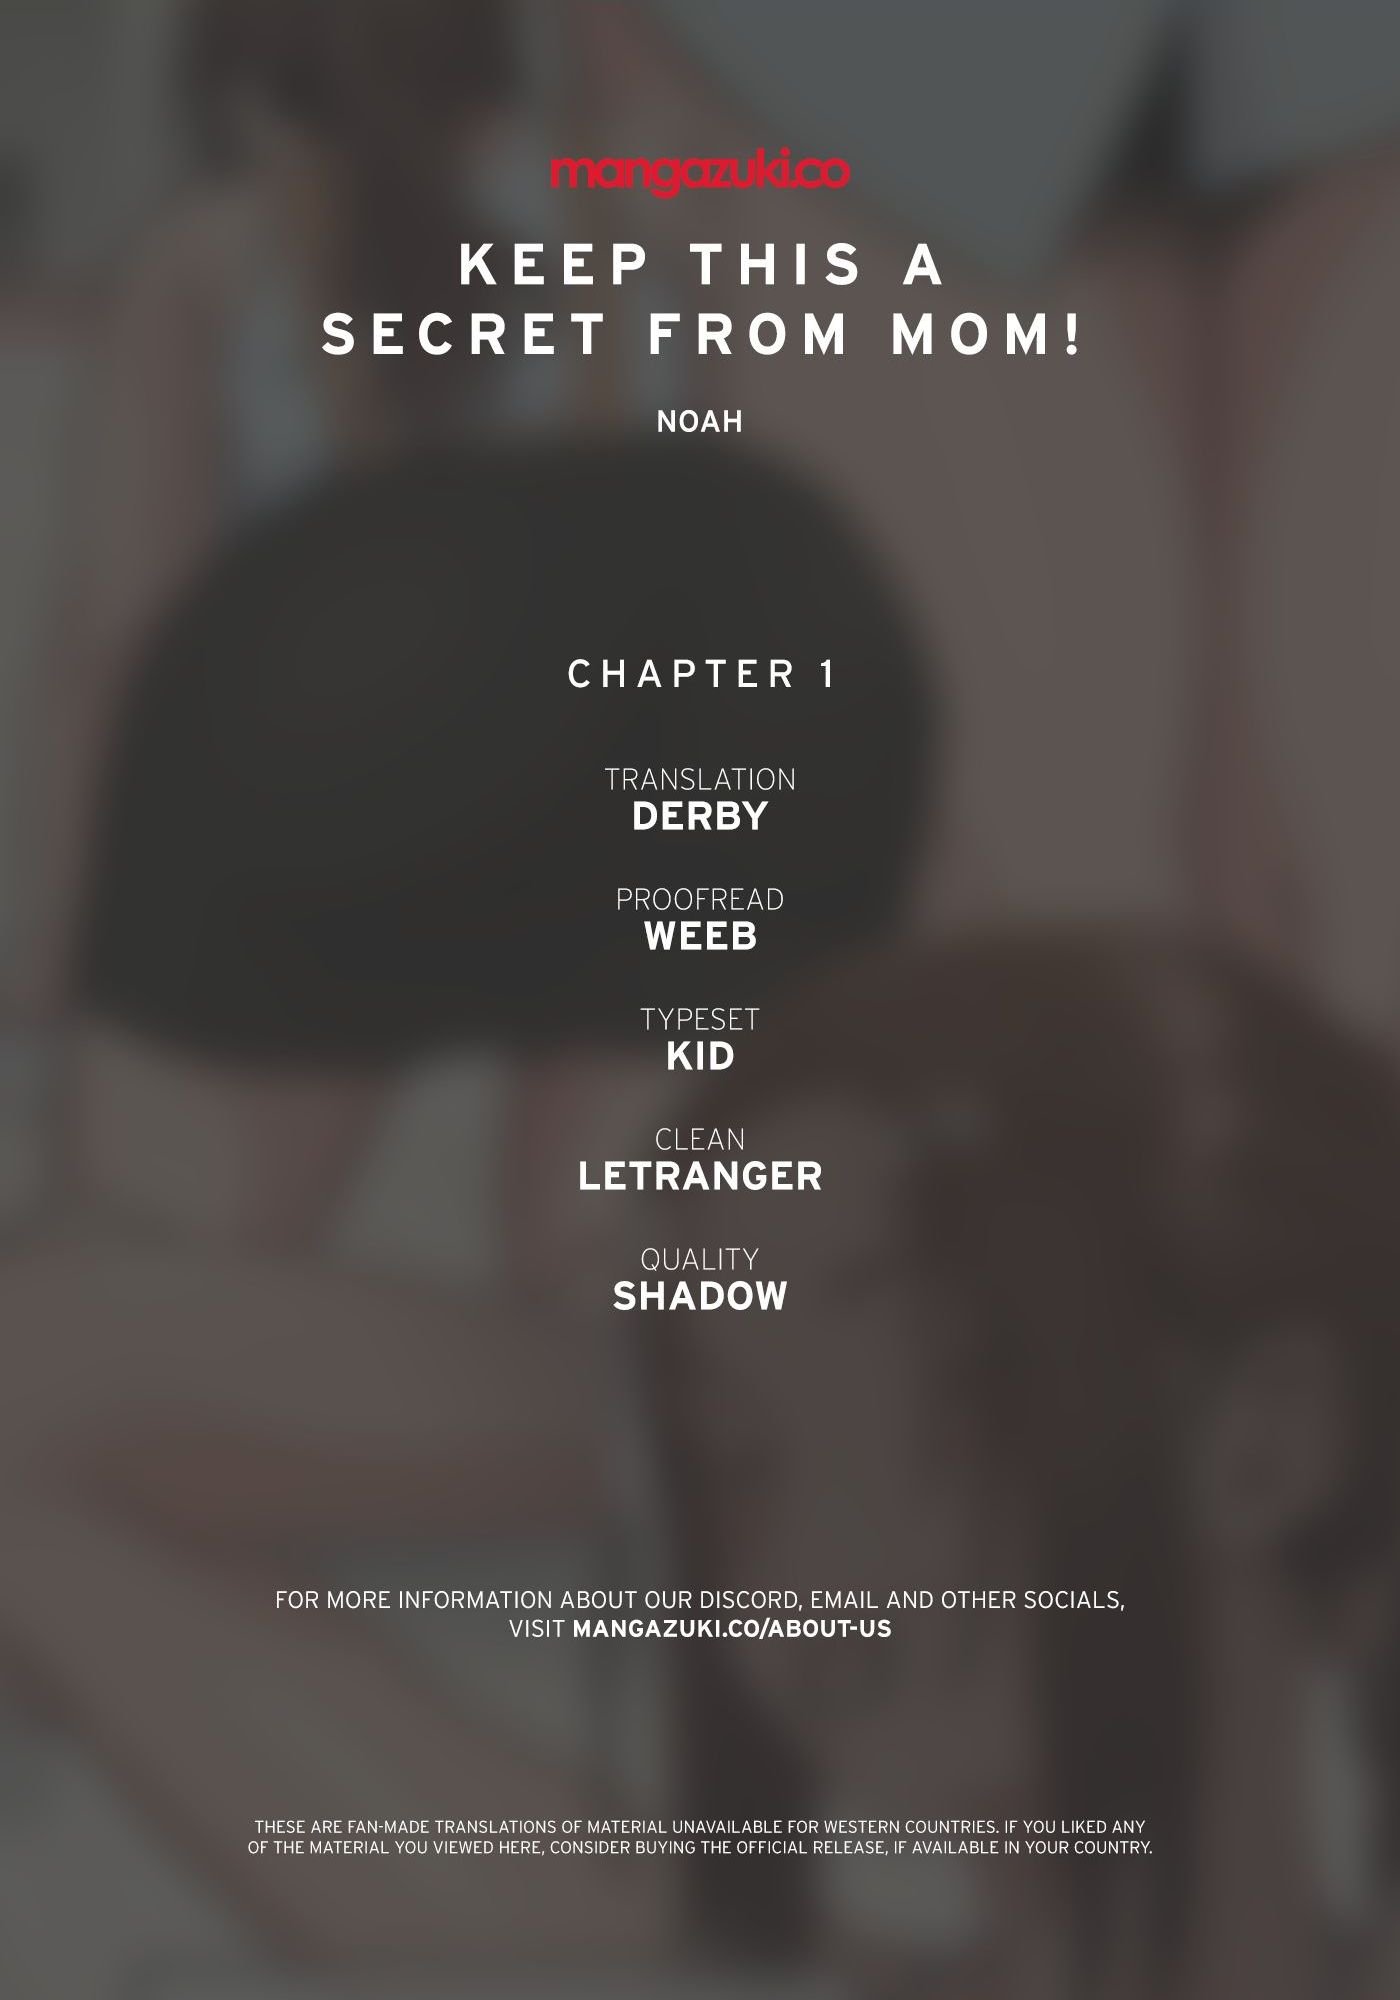 mangazuki.co
KEEP THIS A
SECRET FROM MOM!
NOAH
CHAPTER 1
TRANSLATION
DERBY
PROOFREAD
WEEB
TYPESET
KID
CLEAN
LETRANGER
QUALITY
SHADOW
FOR MORE INFORMATION ABOUT OUR DISCORD, EMAIL AND OTHER SOCIALS,
VISIT MANGAZUKI.CO/ABOUT-US
THESE ARE FAN-MADE TRANSLATIONS OF MATERIAL UNAVAILABLE FOR WESTERN COUNTRIES. IF YOU LIKED ANY
OF THE MATERIAL YOU VIEWED HERE, CONSIDER BUYING THE OFFICIAL RELEASE, IF AVAILABLE IN YOUR COUNTRY.